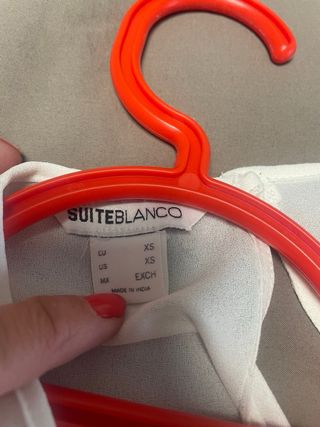 SUITEBLANCO
EU XS
US XS
MX EXCH
MADE IN INDIA